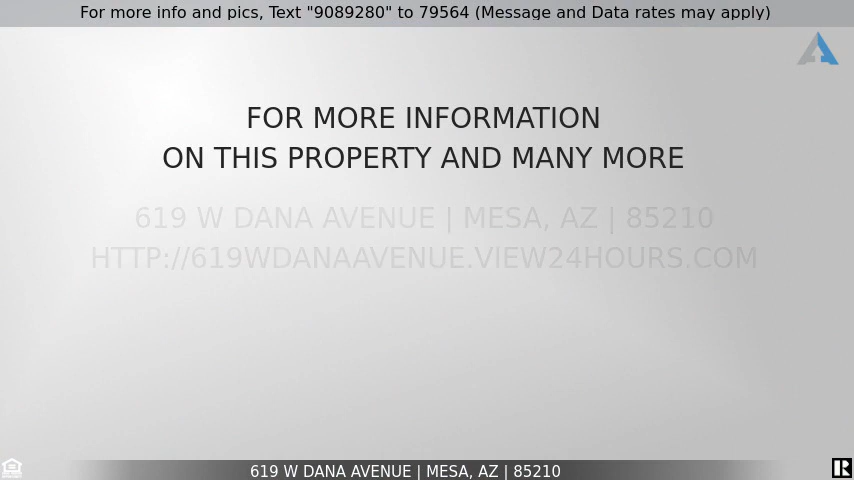 For more info and pics, Text "9089280" to 79564 (Message and Data rates may apply)
FOR MORE INFORMATION
ON THIS PROPERTY AND MANY MORE
619 W DANA AVENUE | MESA, AZ | 85210
HTTP://619WDANAAVENUE.VIEW24HOURS.COM
619 W DANA AVENUE | MESA, AZ | 85210